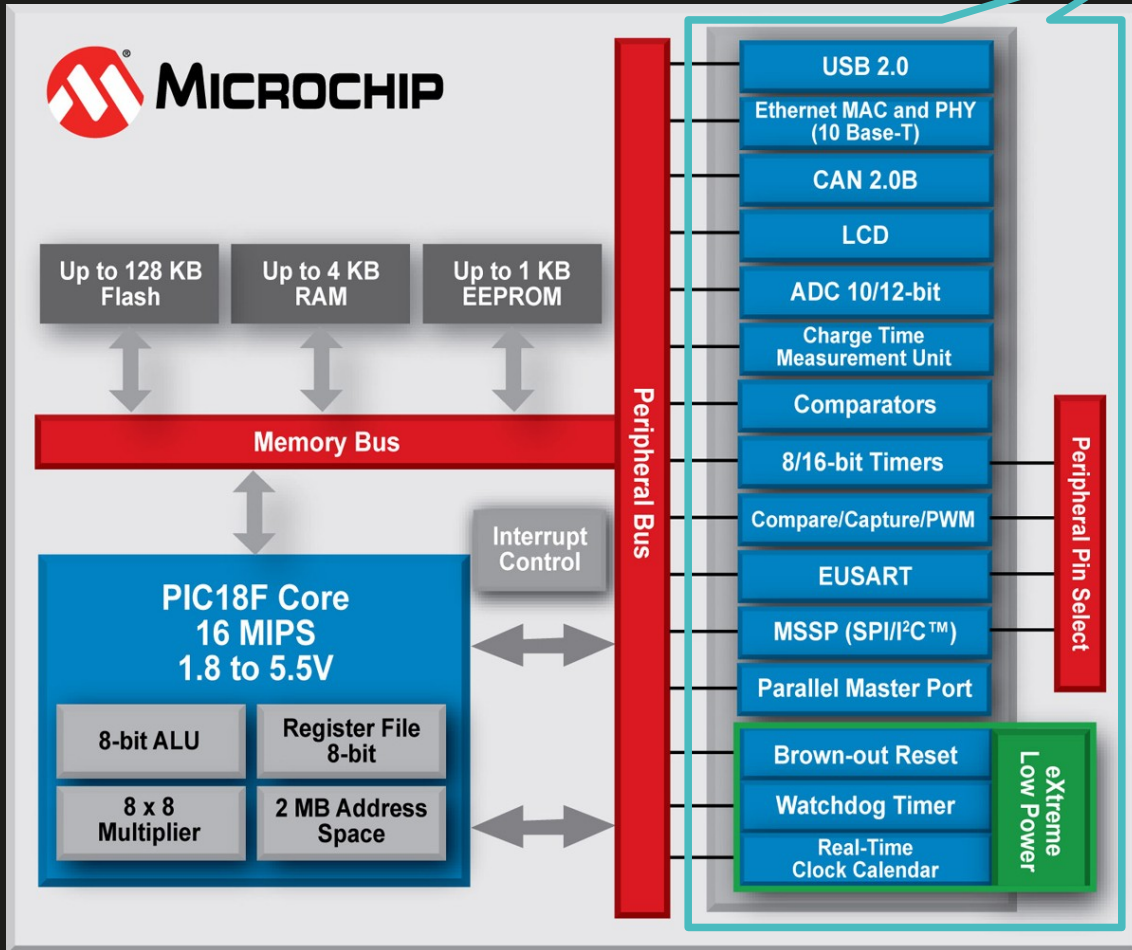 MICROCHIP
®
Up to 128 KB
Flash
Up to 4 KB
RAM
Up to 1 KB
EEPROM
Memory Bus
Interrupt
Control
PIC18F Core
16 MIPS
1.8 to 5.5V
8-bit ALU
Register File
8-bit
8 x 8
Multiplier
2 MB Address
Space
Peripheral Bus
USB 2.0
Ethernet MAC and PHY
(10 Base-T)
CAN 2.0B
LCD
ADC 10/12-bit
Charge Time
Measurement Unit
Comparators
8/16-bit Timers
Compare/Capture/PWM
EUSART
MSSP (SPI/I²C™)
Parallel Master Port
Brown-out Reset
Watchdog Timer
Real-Time
Clock Calendar
Peripheral Pin Select
eXtreme
Low Power